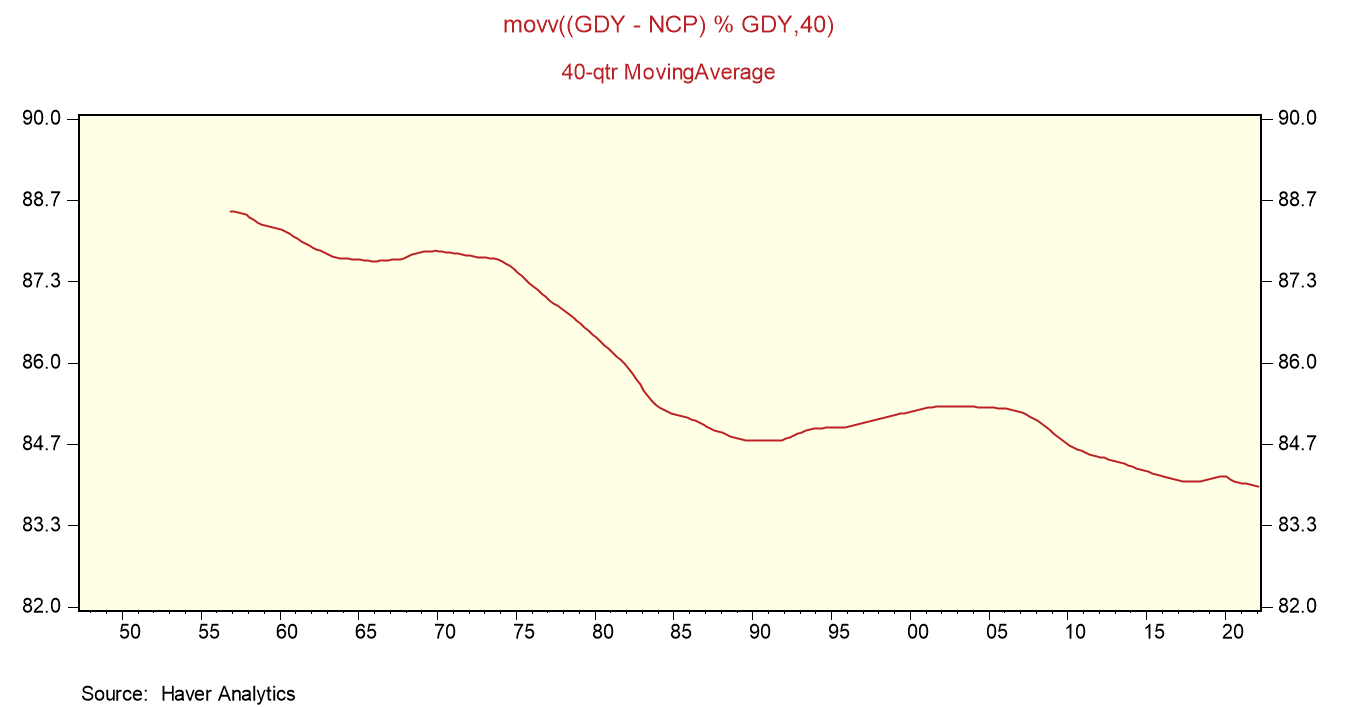 movv((GDY - NCP) % GDY,40)
40-qtr MovingAverage
90.0 90.0
88.7 88.7
87.3 87.3
86.0 86.0
84.7 84.7
83.3 83.3
82.0 82.0
50 55 60 65 70 75 80 85 90 95 00 05 10 15 20
Source: Haver Analytics